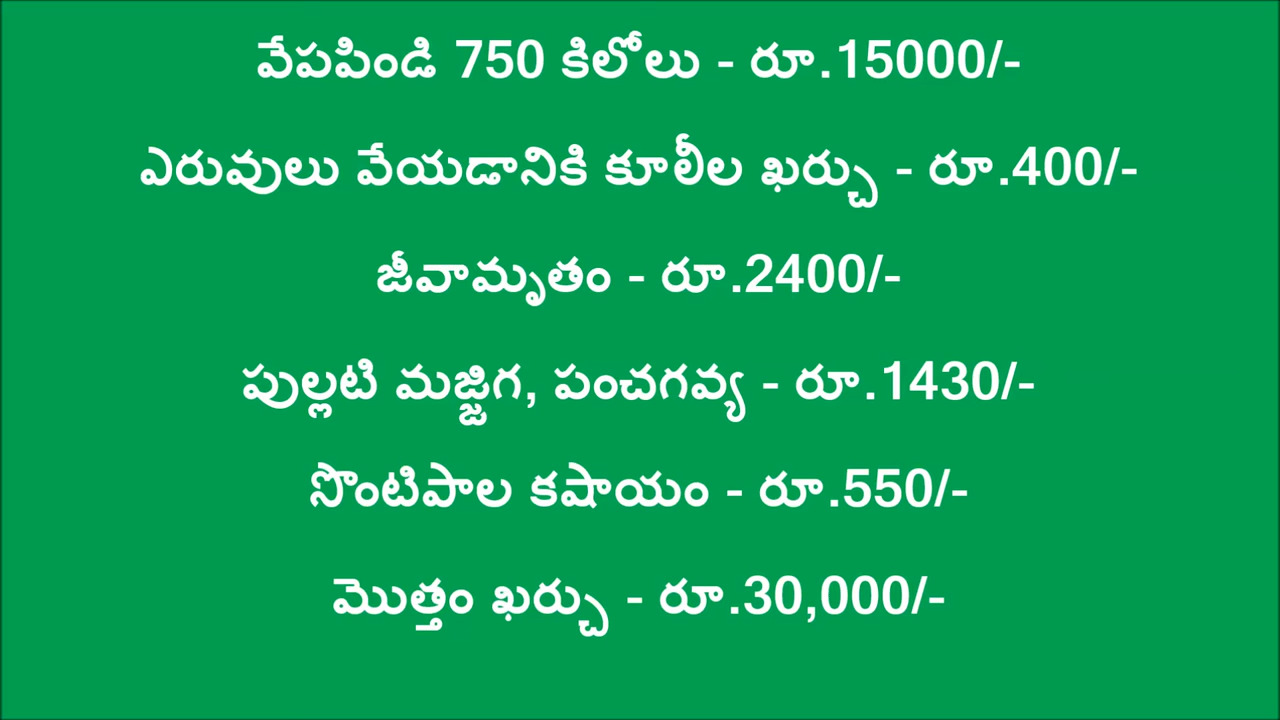 వేపపిండి 750 కిలోలు - రూ.15000/-
ఎరువులు వేయడానికి కూలీల ఖర్చు - రూ.400/-
జీవామృతం - రూ.2400/-
పుల్లటి మజ్జిగ, పంచగవ్య - రూ.1430/-
సొంటిపాల కషాయం - రూ.550/-
మొత్తం ఖర్చు - రూ.30,000/-